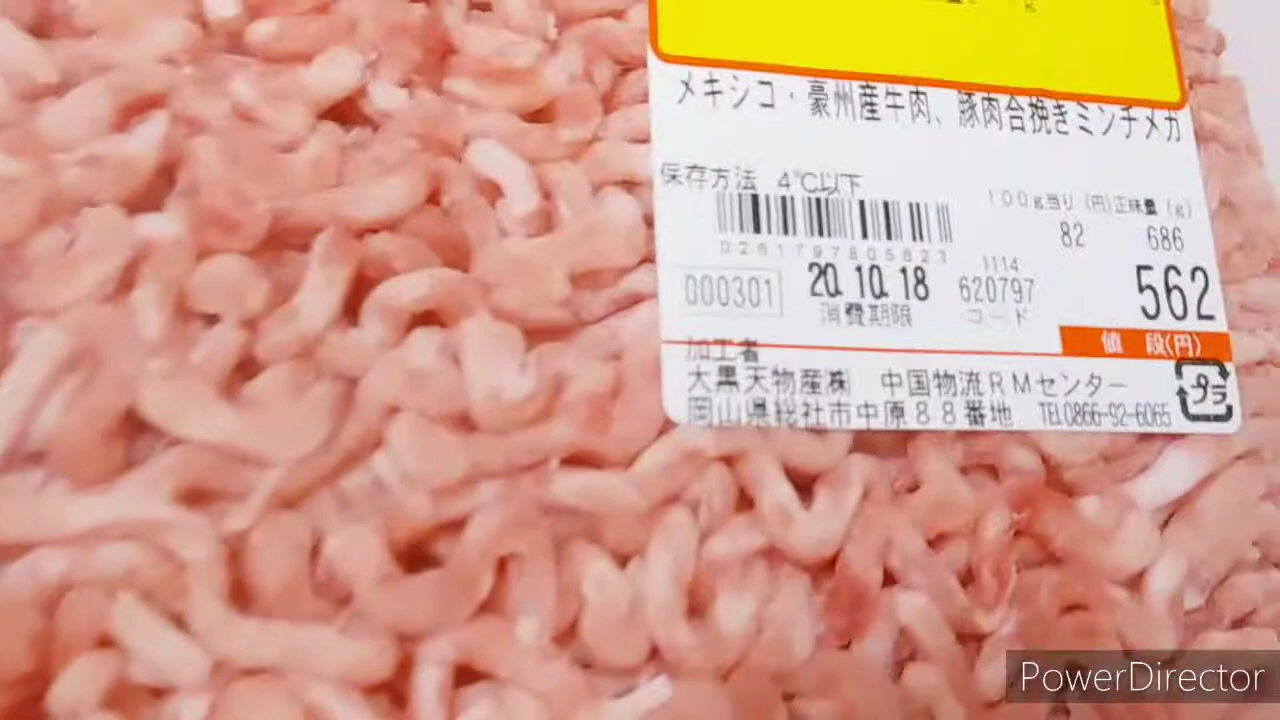 メキシコ・豪州産牛肉、豚肉合挽きミンチメガ
保存方法 4℃以下
100g当り (円) 正味量 (g)
82 686
0261797805823
000301
20.10.18
消費期限
1114
620797
コード
562
値 段(円)
加工者
大黒天物産㈱ 中国物流RMセンター
岡山県総社市中原88番地 TEL0866-92-6065
プラ
PowerDirector